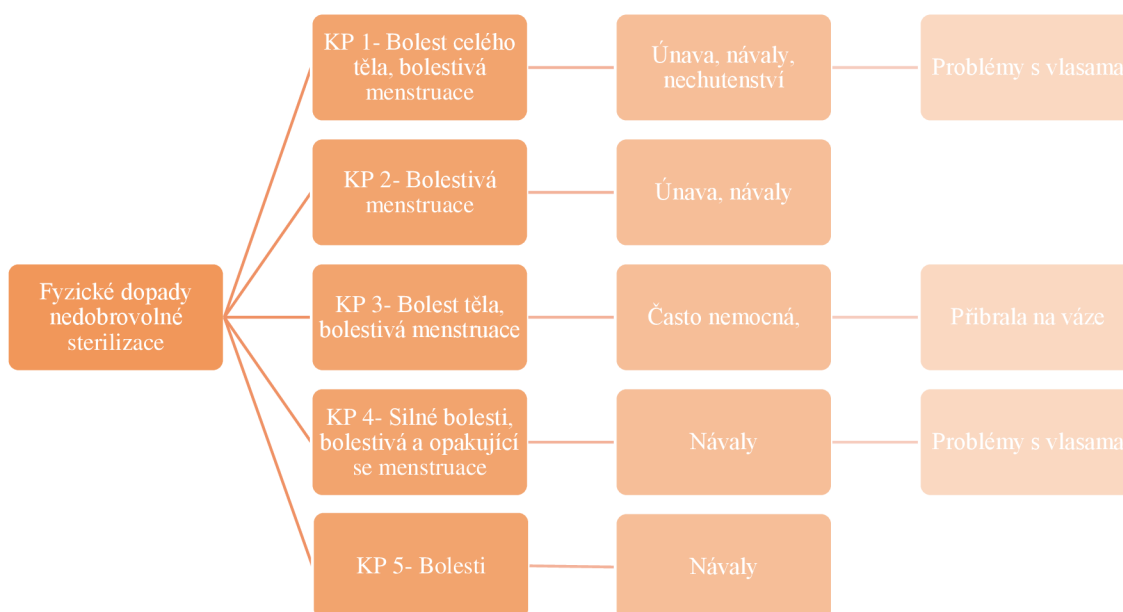 Fyzické dopady
nedobrovolné
sterilizace
KP 1- Bolest celého
těla, bolestivá
menstruace
Únava, návaly,
nechutenství
Problémy s vlasama
KP 2- Bolestivá
menstruace
Únava, návaly
KP 3- Bolest těla,
bolestivá menstruace
Často nemocná,
Přibrala na váze
KP 4- Silné bolesti,
bolestivá a opakující
se menstruace
Návaly
Problémy s vlasama
KP 5- Bolesti
Návaly